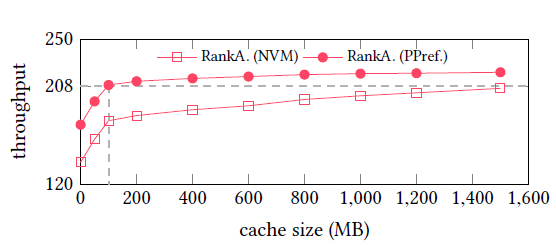 250
RankA. (NVM) RankA. (PPref.)
208
throughput
120
0 200 400 600 800 1,000 1,200 1,400 1,600
cache size (MB)